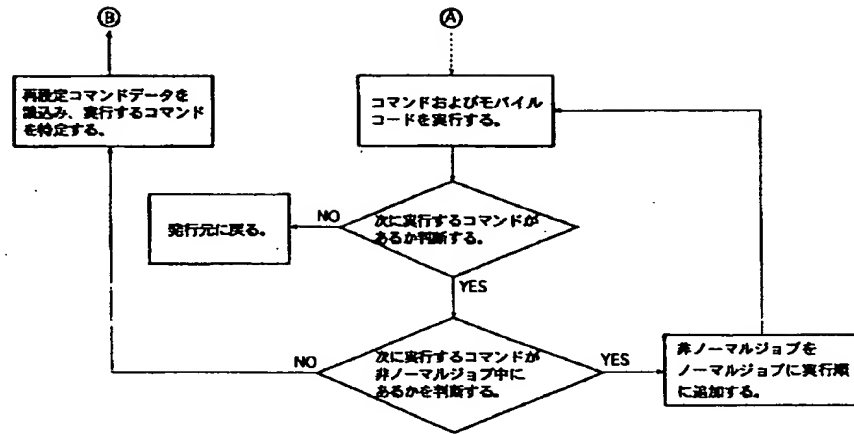 Ⓑ
Ⓐ
再設定コマンドデータを
読込み、実行するコマンド
を特定する。
コマンドおよびモバイル
コードを実行する。
発行元に戻る。
NO
次に実行するコマンドが
あるか判断する。
YES
NO
次に実行するコマンドが
非ノーマルジョブ中に
あるかを判断する。
YES
非ノーマルジョブを
ノーマルジョブに実行順
に追加する。